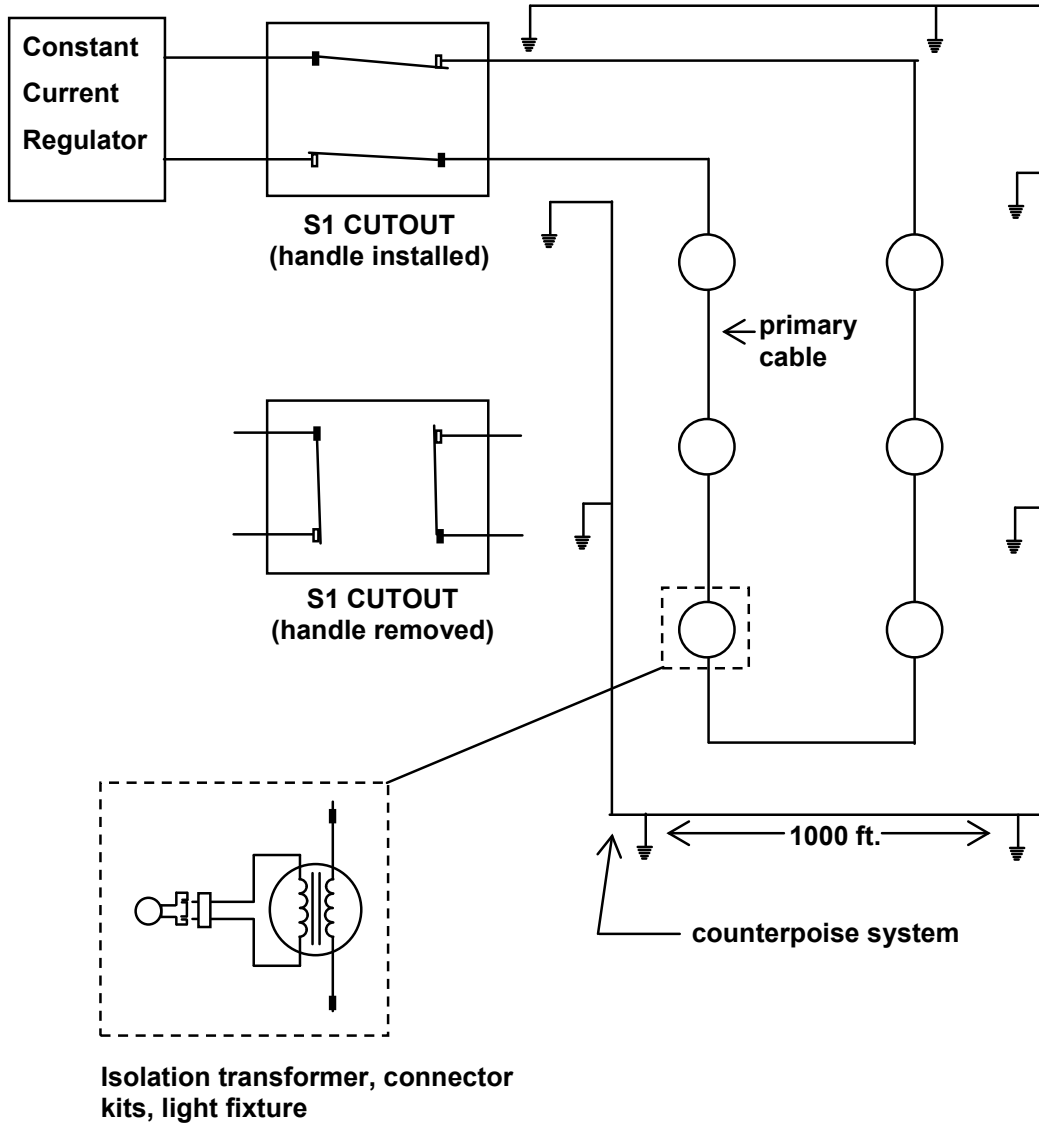 Constant
Current
Regulator
S1 CUTOUT
(handle installed)
primary
cable
S1 CUTOUT
(handle removed)
1000 ft.
counterpoise system
Isolation transformer, connector
kits, light fixture